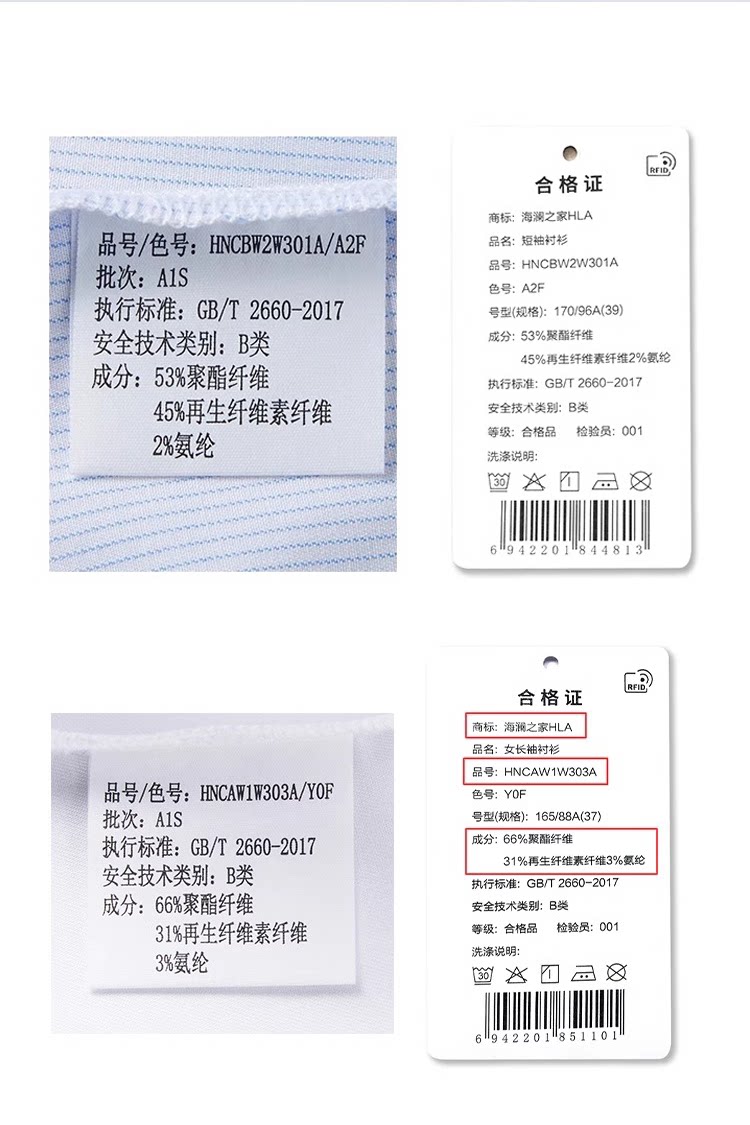 品号/色号: HNCBW2W301A/A2F
批次: A1S
执行标准: GB/T 2660-2017
安全技术类别: B类
成分: 53%聚酯纤维
45%再生纤维素纤维
2%氨纶
RFID
合格证
商标: 海澜之家HLA
品名: 短袖衬衫
品号: HNCBW2W301A
色号: A2F
号型(规格): 170/96A(39)
成分: 53%聚酯纤维
45%再生纤维素纤维2%氨纶
执行标准: GB/T 2660-2017
安全技术类别: B类
等级: 合格品 检验员: 001
洗涤说明:
30
6 942201 844813
品号/色号: HNCAW1W303A/Y0F
批次: A1S
执行标准: GB/T 2660-2017
安全技术类别: B类
成分: 66%聚酯纤维
31%再生纤维素纤维
3%氨纶
RFID
合格证
商标: 海澜之家HLA
品名: 女长袖衬衫
品号: HNCAW1W303A
色号: Y0F
号型(规格): 165/88A(37)
成分: 66%聚酯纤维
31%再生纤维素纤维3%氨纶
执行标准: GB/T 2660-2017
安全技术类别: B类
等级: 合格品 检验员: 001
洗涤说明:
30
6 942201 851101